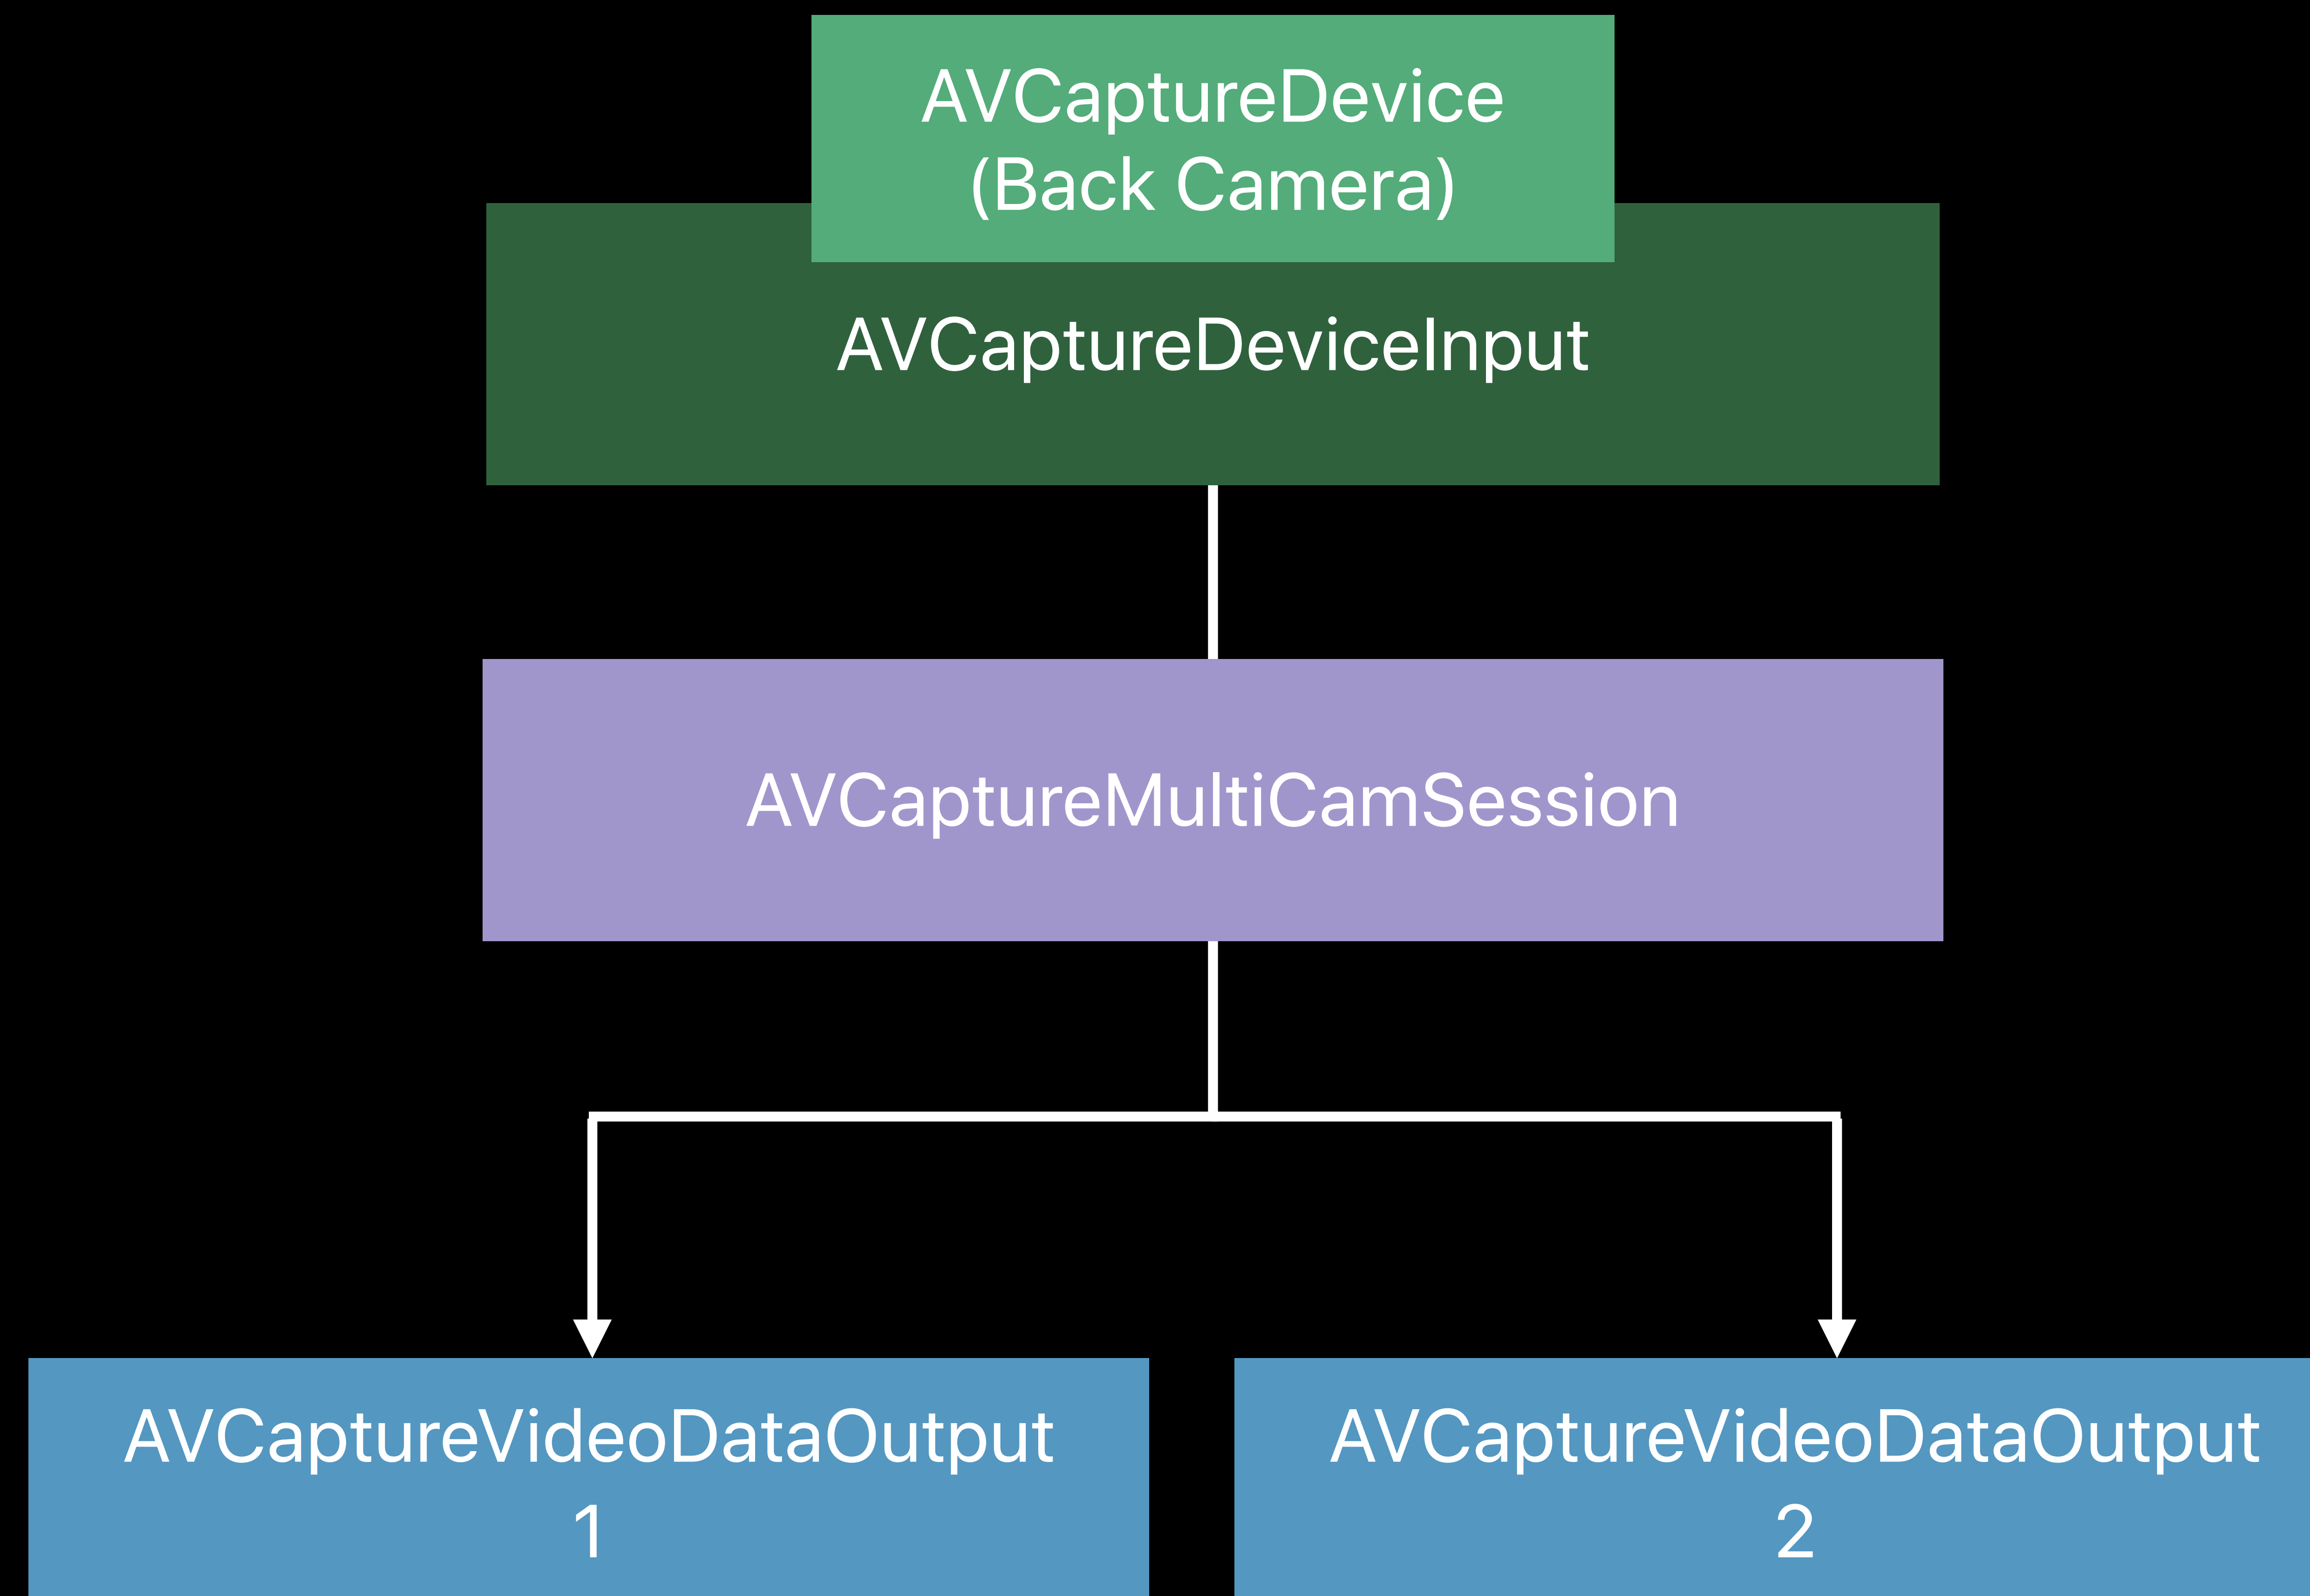 AVCaptureDevice
(Back Camera)
AVCaptureDeviceInput
AVCaptureMultiCamSession
AVCaptureVideoDataOutput
1
AVCaptureVideoDataOutput
2